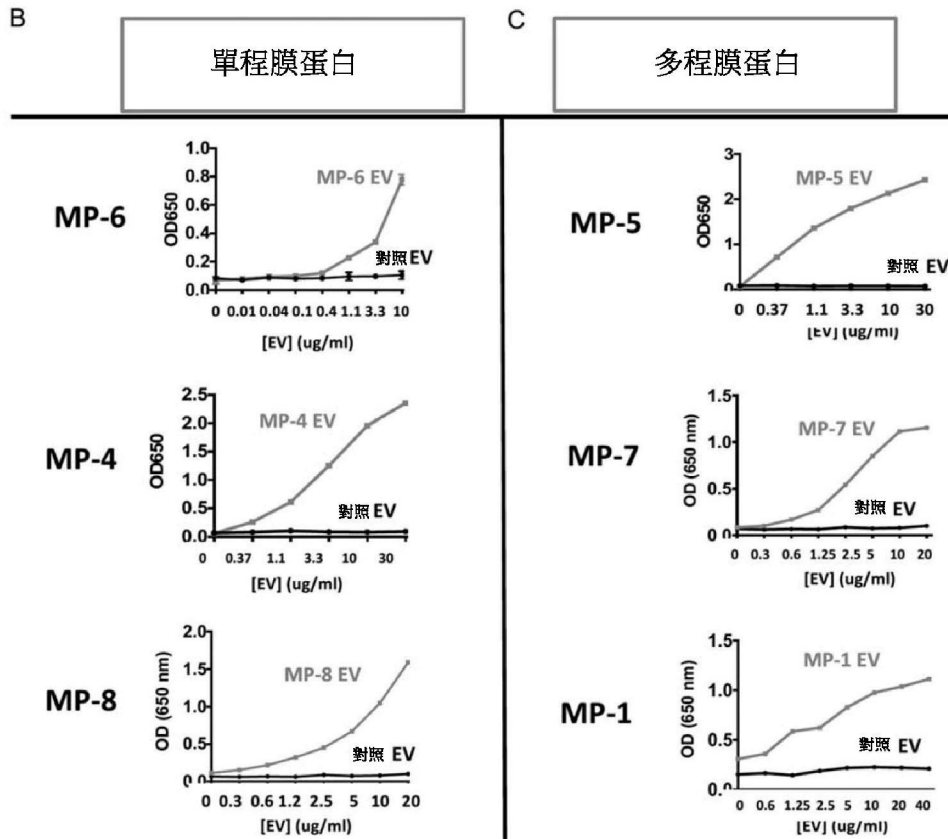 B
單程膜蛋白
C
多程膜蛋白
MP-6
OD650
1.0
0.8
0.6
0.4
0.2
0.0
MP-6 EV
對照 EV
0 0.01 0.04 0.1 0.4 1.1 3.3 10
[EV] (ug/ml)
MP-4
OD650
2.5
2.0
1.5
1.0
0.5
0.0
MP-4 EV
對照 EV
0 0.37 1.1 3.3 10 30
[EV] (ug/ml)
MP-8
OD (650 nm)
2.0
1.5
1.0
0.5
0.0
MP-8 EV
對照 EV
0 0.3 0.6 1.2 2.5 5 10 20
[EV] (ug/ml)
MP-5
OD650
3
2
1
0
MP-5 EV
對照 EV
0 0.37 1.1 3.3 10 30
[EV] (ug/ml)
MP-7
OD (650 nm)
1.5
1.0
0.5
0.0
MP-7 EV
對照 EV
0 0.3 0.6 1.25 2.5 5 10 20
[EV] (ug/ml)
MP-1
OD (650 nm)
1.5
1.0
0.5
0.0
MP-1 EV
對照 EV
0 0.6 1.25 2.5 5 10 20 40
[EV] (ug/ml)